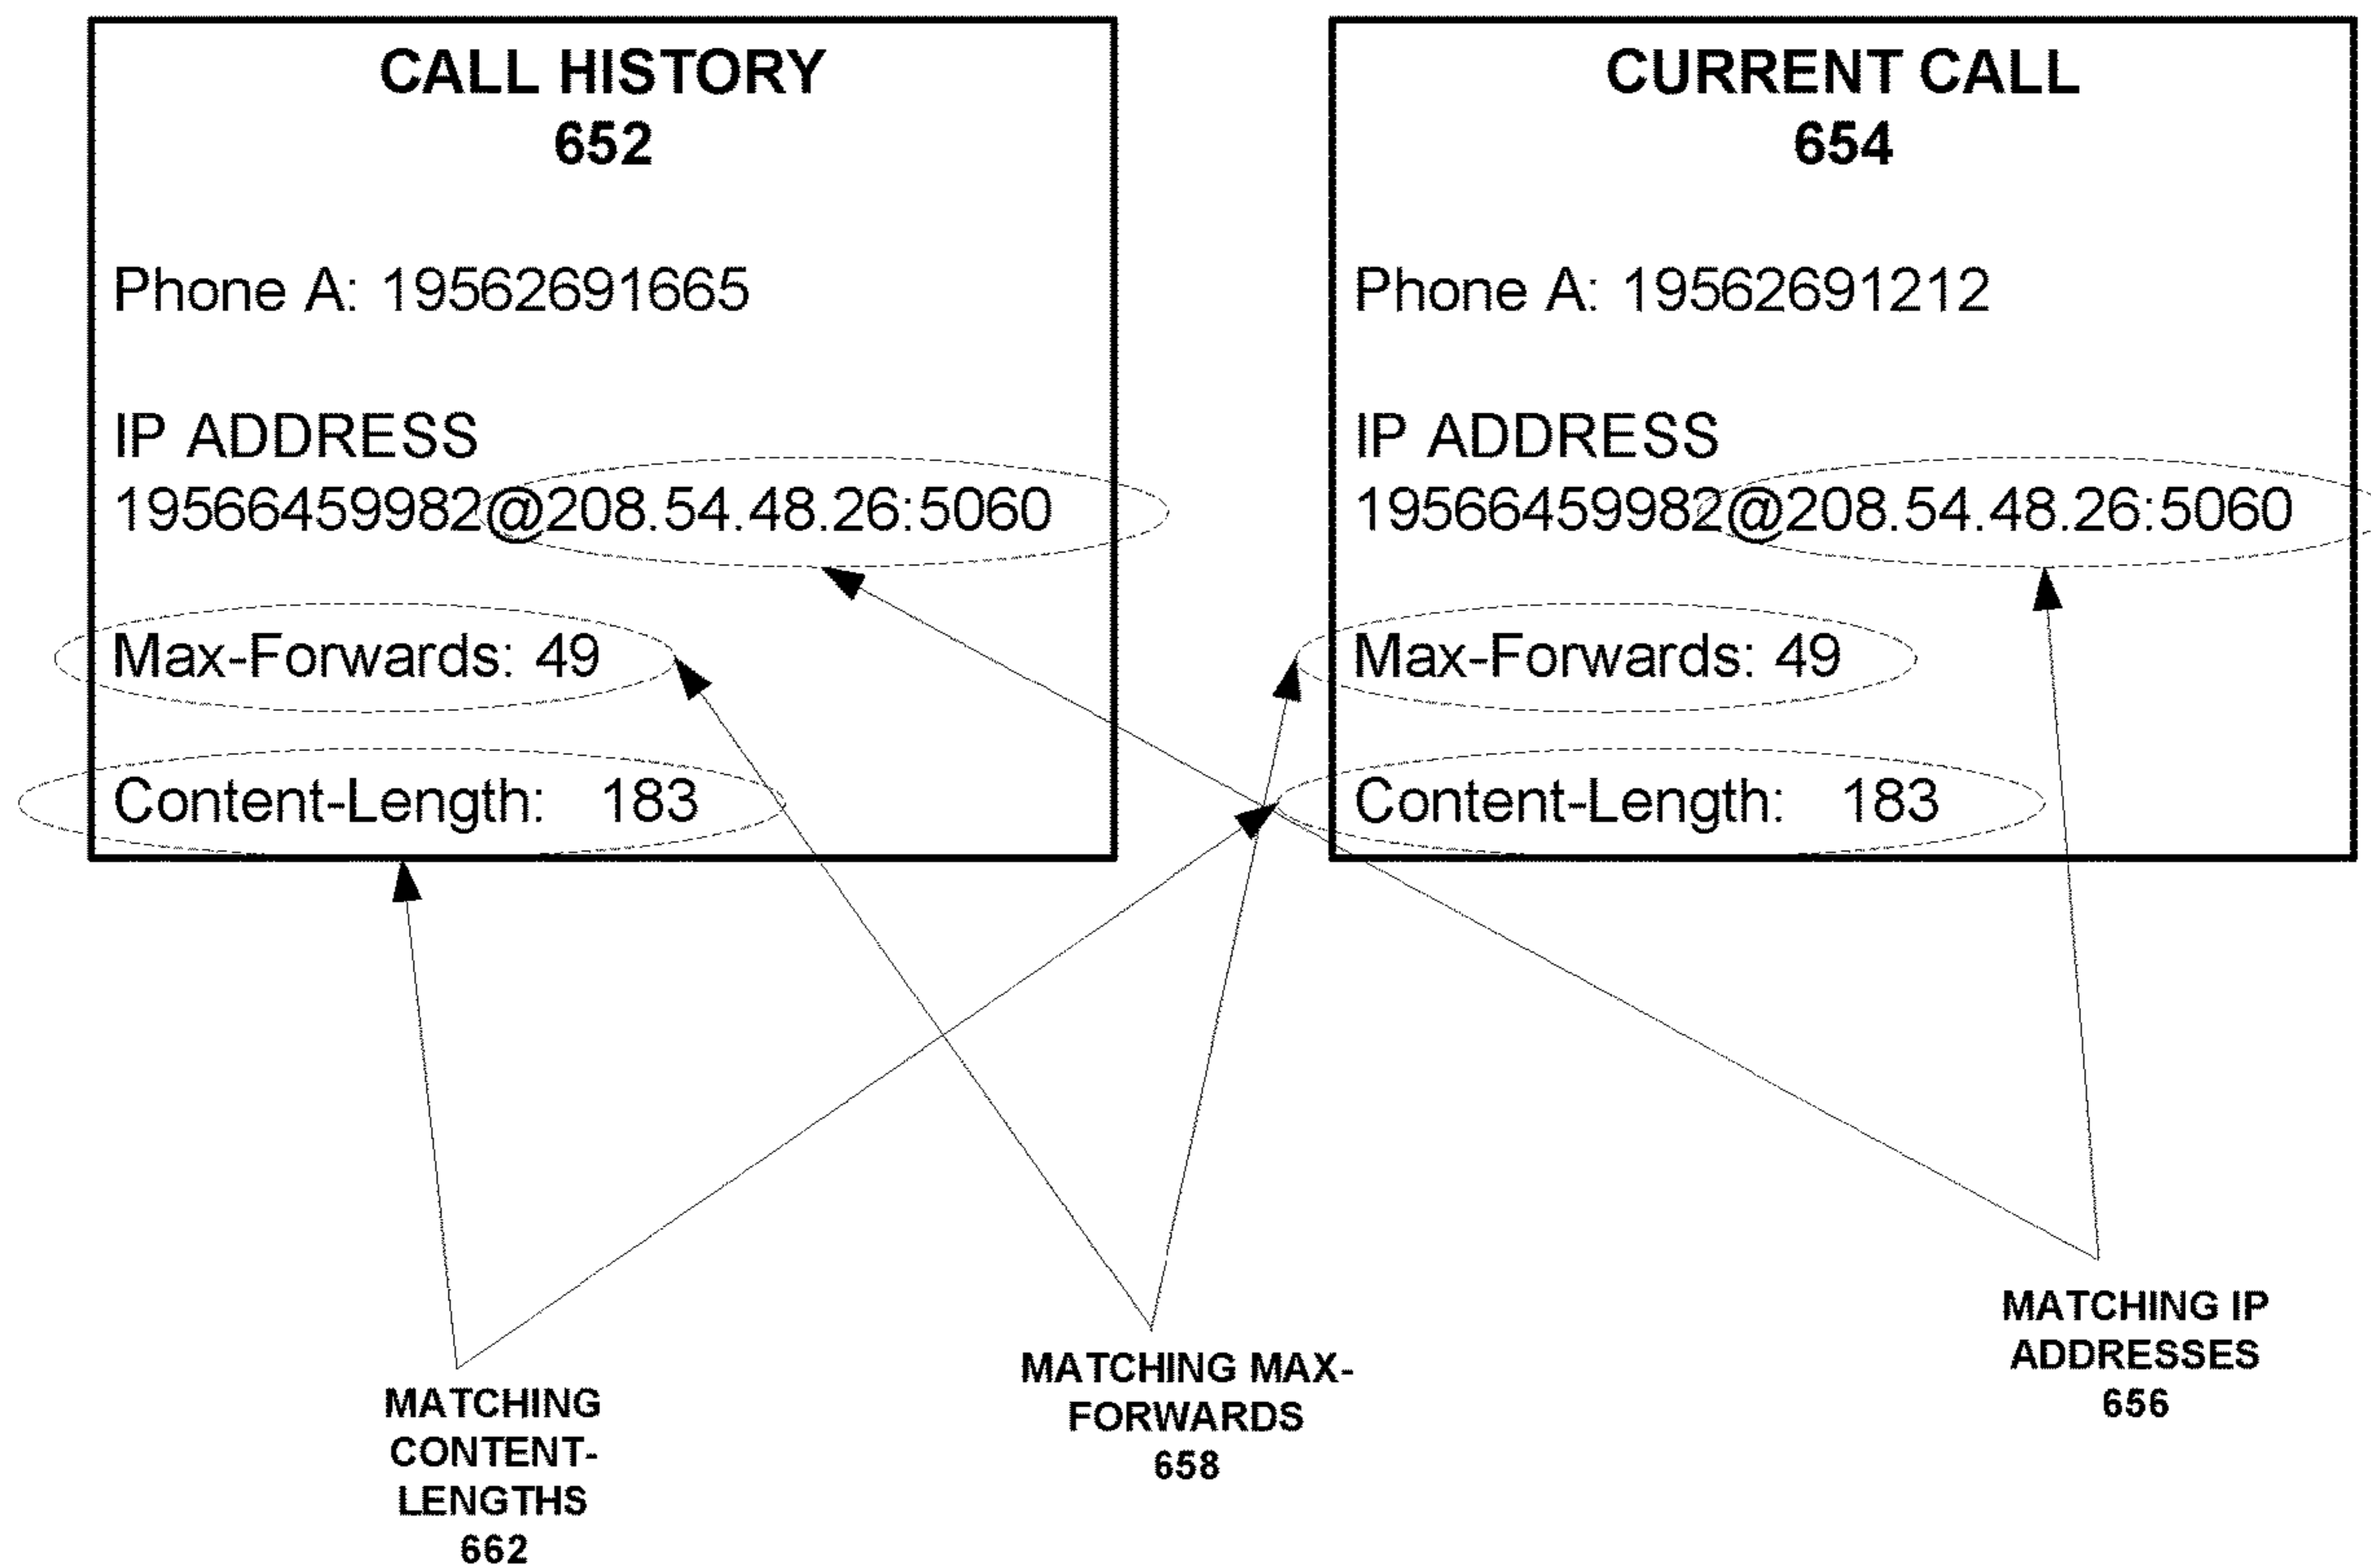 CALL HISTORY
652
Phone A: 19562691665
IP ADDRESS
19566459982@208.54.48.26:5060
Max-Forwards: 49
Content-Length: 183
CURRENT CALL
654
Phone A: 19562691212
IP ADDRESS
19566459982@208.54.48.26:5060
Max-Forwards: 49
Content-Length: 183
MATCHING
CONTENT-
LENGTHS
662
MATCHING MAX-
FORWARDS
658
MATCHING IP
ADDRESSES
656